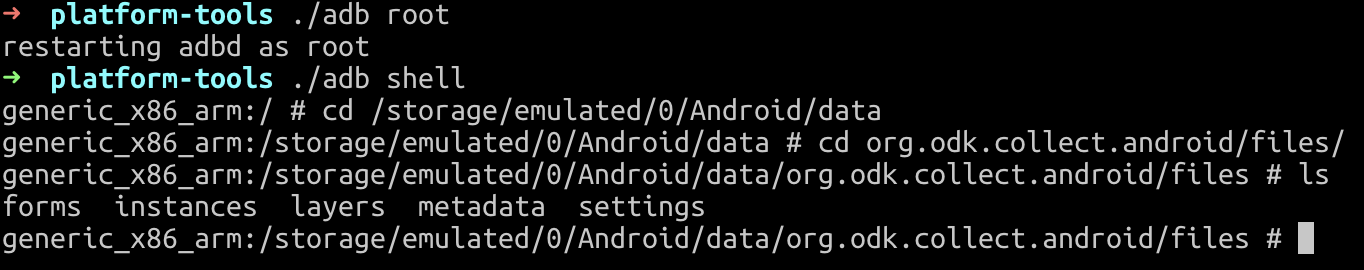 ➜  platform-tools ./adb root
restarting adbd as root
➜  platform-tools ./adb shell
generic_x86_arm:/ # cd /storage/emulated/0/Android/data
generic_x86_arm:/storage/emulated/0/Android/data # cd org.odk.collect.android/files/
generic_x86_arm:/storage/emulated/0/Android/data/org.odk.collect.android/files # ls
forms  instances  layers  metadata  settings
generic_x86_arm:/storage/emulated/0/Android/data/org.odk.collect.android/files #